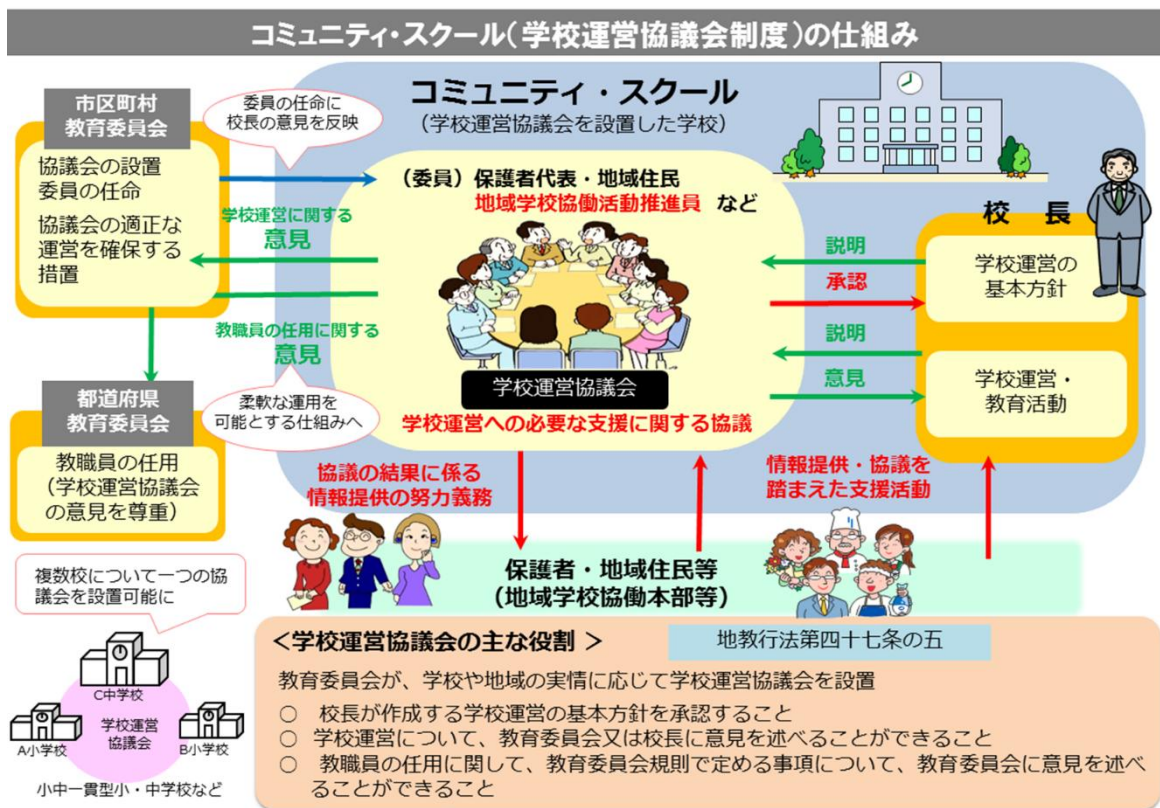 コミュニティ・スクール(学校運営協議会制度)の仕組み
市区町村
教育委員会
協議会の設置
委員の任命
協議会の適正な
運営を確保する
措置
委員の任命に
校長の意見を反映
コミュニティ・スクール
(学校運営協議会を設置した学校)
(委員)保護者代表・地域住民
地域学校協働活動推進員 など
学校運営に関する
意見
教職員の任用に関する
意見
柔軟な運用を
可能とする仕組みへ
学校運営協議会
学校運営への必要な支援に関する協議
校 長
学校運営の
基本方針
学校運営・
教育活動
説明
承認
説明
意見
都道府県
教育委員会
教職員の任用
(学校運営協議会
の意見を尊重)
協議の結果に係る
情報提供の努力義務
情報提供・協議を
踏まえた支援活動
保護者・地域住民等
(地域学校協働本部等)
複数校について一つの協
議会を設置可能に
C中学校
学校運営
協議会
A小学校
B小学校
小中一貫型小・中学校など
<学校運営協議会の主な役割 >
地教行法第四十七条の五
教育委員会が、学校や地域の実情に応じて学校運営協議会を設置
○ 校長が作成する学校運営の基本方針を承認すること
○ 学校運営について、教育委員会又は校長に意見を述べることができること
○ 教職員の任用に関して、教育委員会規則で定める事項について、教育委員会に意見を述べ
ることができること